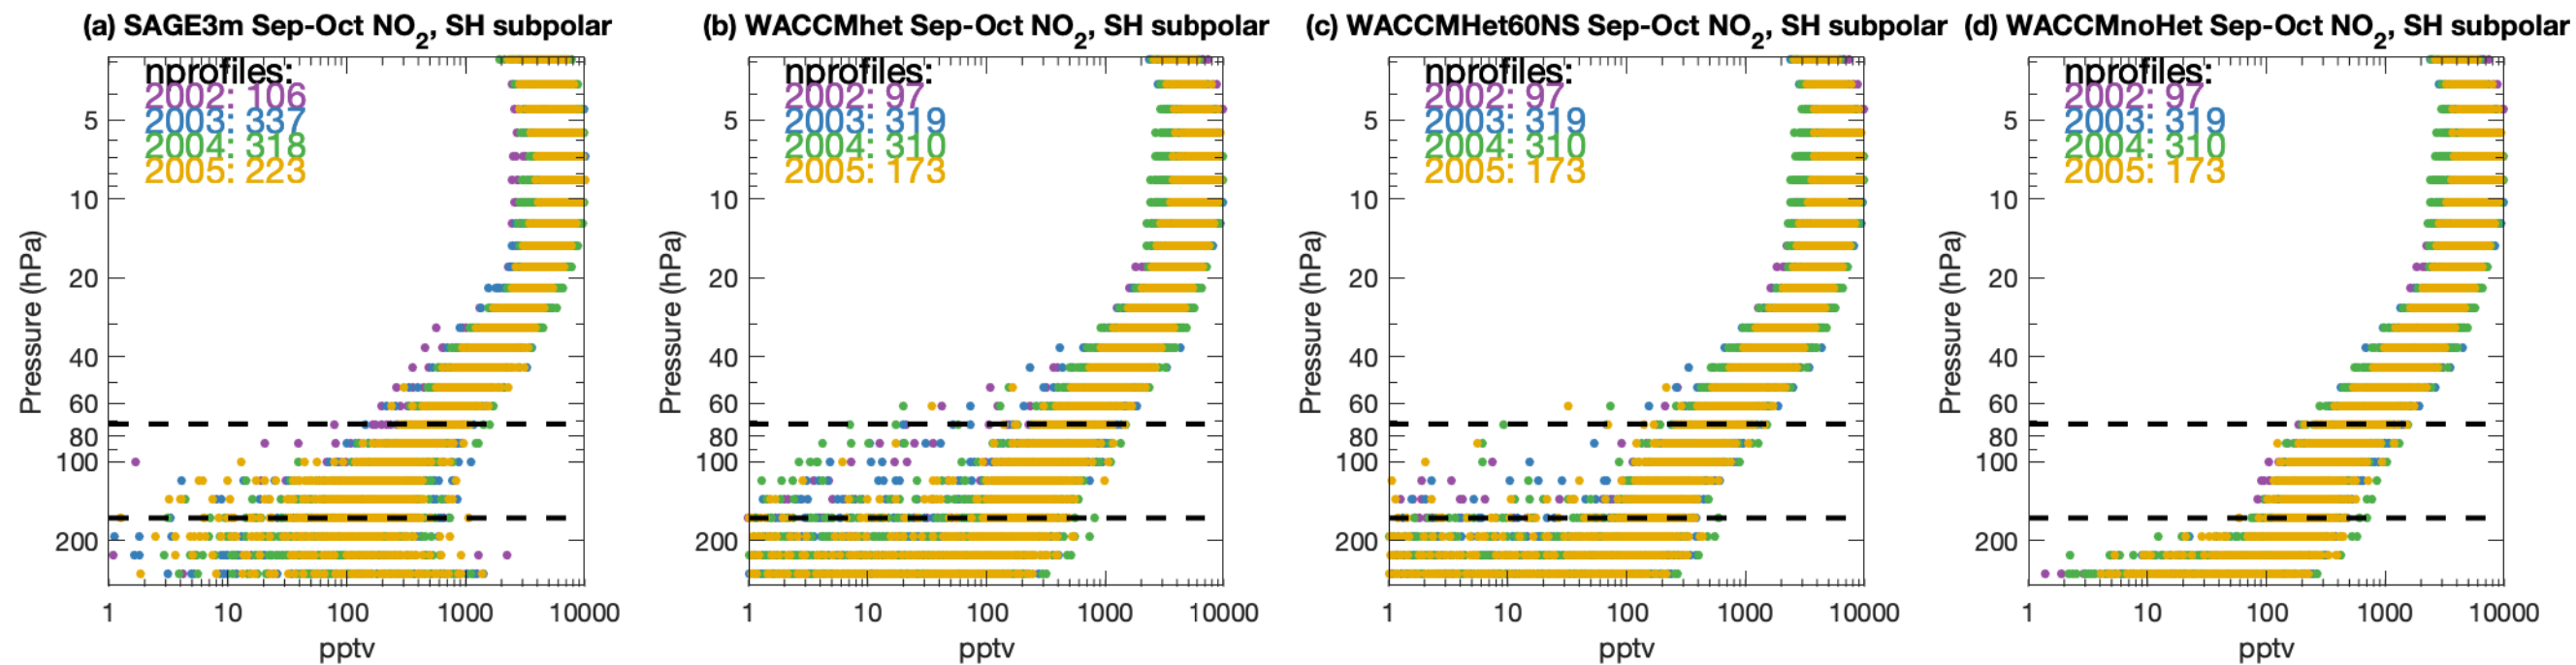 (a) SAGE3m Sep-Oct NO2, SH subpolar
nprofiles:
2002: 106
2003: 337
2004: 318
2005: 223
5
10
20
40
60
80
100
200
Pressure (hPa)
1 10 100 1000 10000
pptv
(b) WACCMhet Sep-Oct NO2, SH subpolar
nprofiles:
2002: 97
2003: 319
2004: 310
2005: 173
5
10
20
40
60
80
100
200
Pressure (hPa)
1 10 100 1000 10000
pptv
(c) WACCMHet60NS Sep-Oct NO2, SH subpolar
nprofiles:
2002: 97
2003: 319
2004: 310
2005: 173
5
10
20
40
60
80
100
200
Pressure (hPa)
1 10 100 1000 10000
pptv
(d) WACCMnoHet Sep-Oct NO2, SH subpolar
nprofiles:
2002: 97
2003: 319
2004: 310
2005: 173
5
10
20
40
60
80
100
200
Pressure (hPa)
1 10 100 1000 10000
pptv